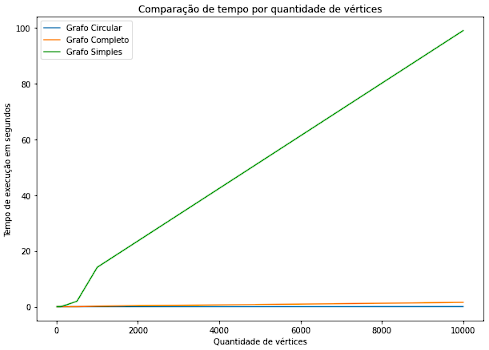 Comparação de tempo por quantidade de vértices
Grafo Circular
Grafo Completo
Grafo Simples
Tempo de execução em segundos
100
80
60
40
20
0
0
2000
4000
6000
8000
10000
Quantidade de vértices